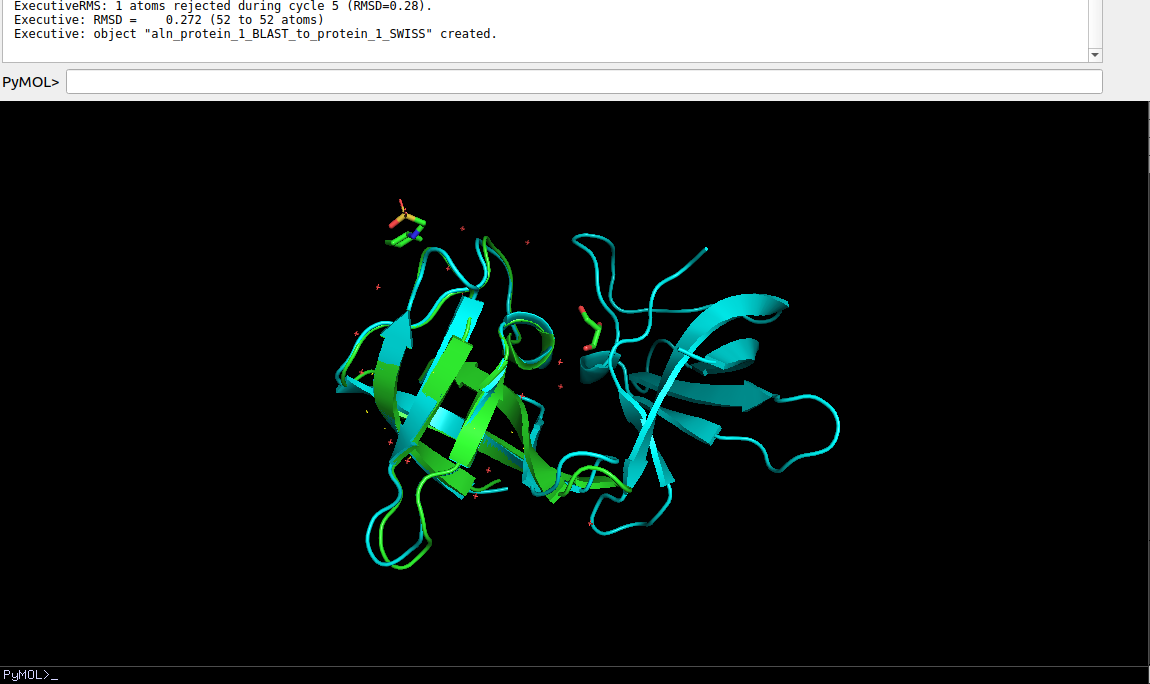 ExecutiveRMS: 1 atoms rejected during cycle 5 (RMSD=0.28).
Executive: RMSD =    0.272 (52 to 52 atoms)
Executive: object "aln_protein_1_BLAST_to_protein_1_SWISS" created.
PyMOL>
PyMOL>_